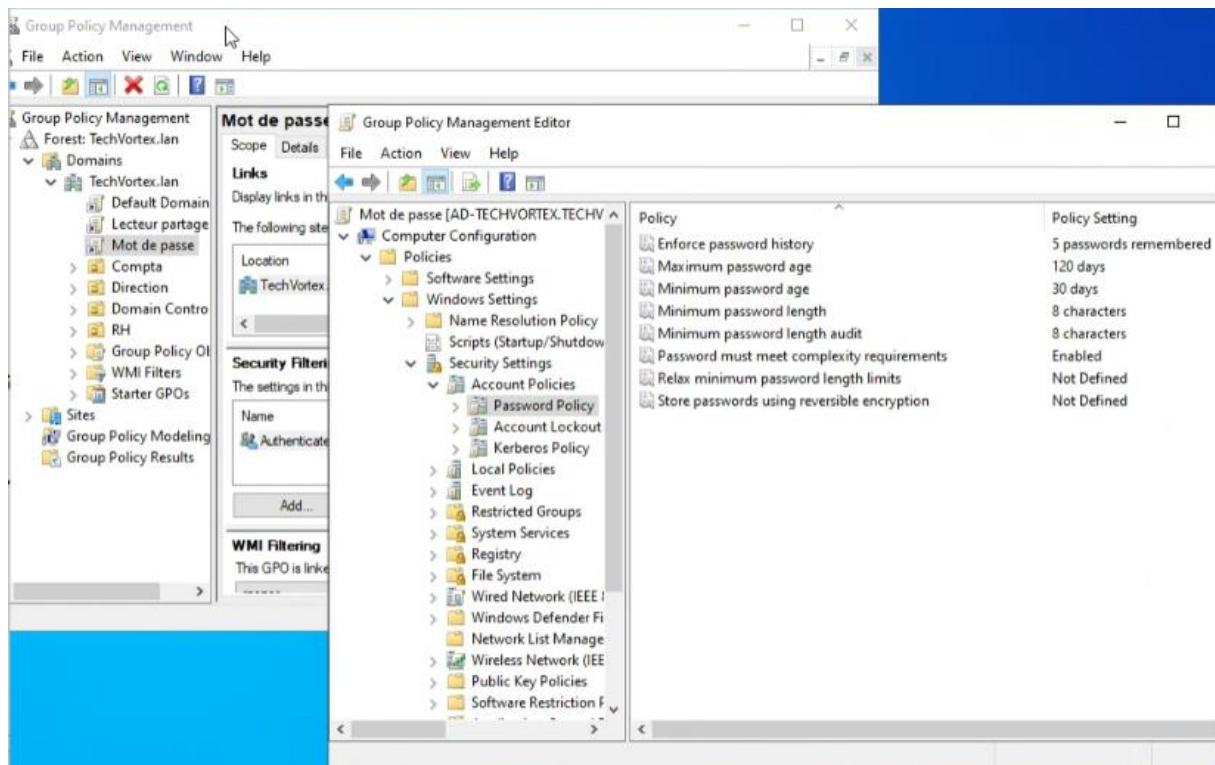 Group Policy Management
File Action View Window Help
Group Policy Management
Forest: TechVortex.lan
Domains
TechVortex.lan
Default Domain
Lecteur partage
Mot de passe
Compta
Direction
Domain Contro
RH
Group Policy Ob
WMI Filters
Starter GPOs
Sites
Group Policy Modeling
Group Policy Results
Mot de passe
Scope Details
Links
Display links in th
The following site
Location
TechVortex.
Security Filteri
The settings in th
Name
Authenticate
Add...
WMI Filtering
This GPO is linke
Group Policy Management Editor
File Action View Help
Mot de passe [AD-TECHVORTEX.TECHV
Computer Configuration
Policies
Software Settings
Windows Settings
Name Resolution Policy
Scripts (Startup/Shutdow
Security Settings
Account Policies
Password Policy
Account Lockout
Kerberos Policy
Local Policies
Event Log
Restricted Groups
System Services
Registry
File System
Wired Network (IEEE 8
Windows Defender Fi
Network List Manage
Wireless Network (IEE
Public Key Policies
Software Restriction P
Policy Policy Setting
Enforce password history 5 passwords remembered
Maximum password age 120 days
Minimum password age 30 days
Minimum password length 8 characters
Minimum password length audit 8 characters
Password must meet complexity requirements Enabled
Relax minimum password length limits Not Defined
Store passwords using reversible encryption Not Defined